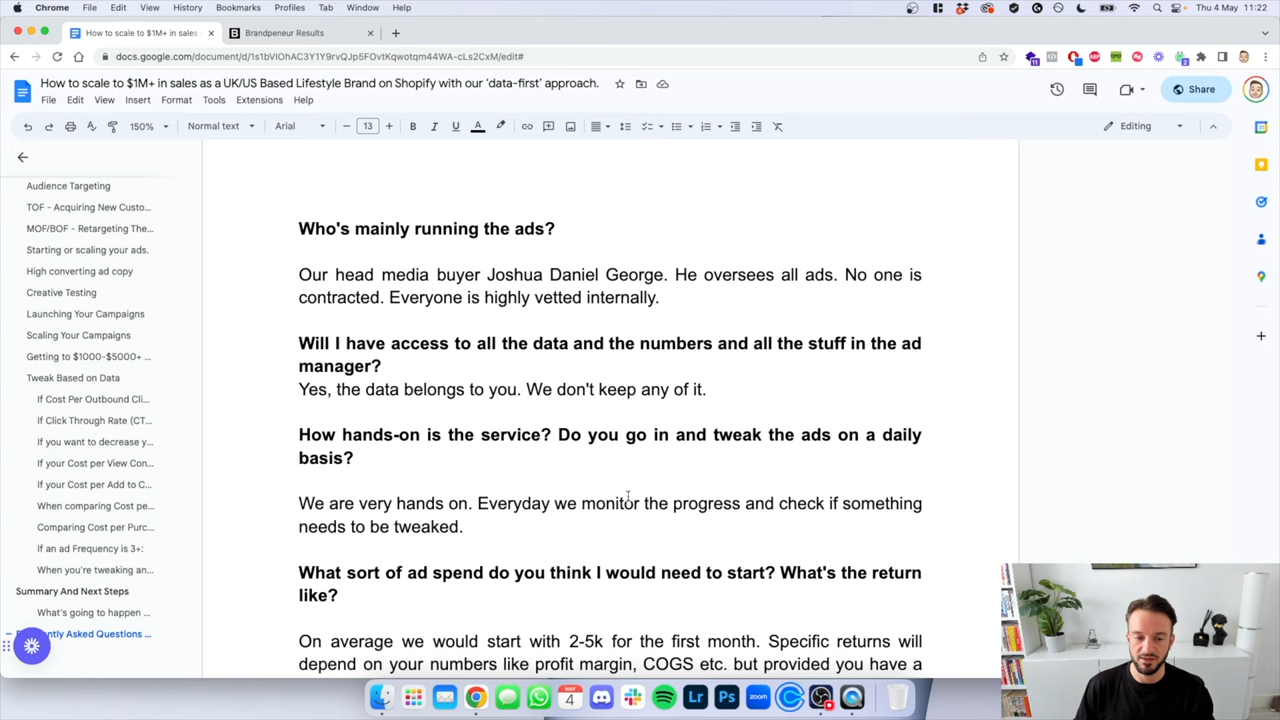 Chrome File Edit View History Bookmarks Profiles Tab Window Help Thu 4 May 11:22
How to scale to $1M+ in sales Brandpeneur Results
docs.google.com/document/d/1s1bVIOhAC3Y1Y9rvQJp5FOvtKqwotqm44WA-cLs2CxM/edit#
How to scale to $1M+ in sales as a UK/US Based Lifestyle Brand on Shopify with our 'data-first' approach.
File Edit View Insert Format Tools Extensions Help
Share
150% Normal text Arial 13 B I U A Editing
Audience Targeting
TOF - Acquiring New Custo...
MOF/BOF - Retargeting The...
Starting or scaling your ads.
High converting ad copy
Creative Testing
Launching Your Campaigns
Scaling Your Campaigns
Getting to $1000-$5000+ ...
Tweak Based on Data
If Cost Per Outbound Cli...
If Click Through Rate (CT...
If you want to decrease y...
If your Cost per View Con...
If your Cost per Add to C...
When comparing Cost pe...
Comparing Cost per Purc...
If an ad Frequency is 3+:
When you're tweaking an...
Summary And Next Steps
What's going to happen ...
ntly Asked Questions ...
Who's mainly running the ads?
Our head media buyer Joshua Daniel George. He oversees all ads. No one is
contracted. Everyone is highly vetted internally.
Will I have access to all the data and the numbers and all the stuff in the ad
manager?
Yes, the data belongs to you. We don't keep any of it.
How hands-on is the service? Do you go in and tweak the ads on a daily
basis?
We are very hands on. Everyday we monitor the progress and check if something
needs to be tweaked.
What sort of ad spend do you think I would need to start? What's the return
like?
On average we would start with 2-5k for the first month. Specific returns will
depend on your numbers like profit margin, COGS etc. but provided you have a
MAY
4
Lr Ps zoom